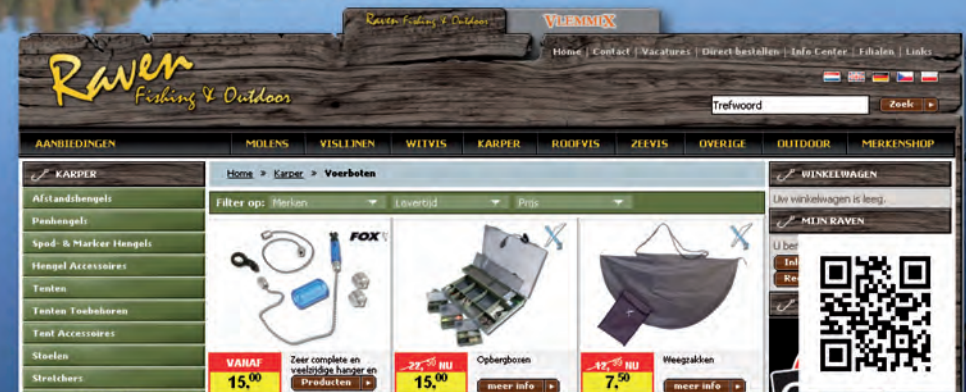 Raven Fishing & Outdoor
VLEMMIX
Home | Contact | Vacatures | Direct bestellen | Info Center | Filialen | Links
Raven
Fishing & Outdoor
Trefwoord
Zoek
AANBIEDINGEN MOLENS VISLIJNEN WITVIS KARPER ROOFVIS ZEEVIS OVERIGE OUTDOOR MERKENSHOP
KARPER
Afstandshengels
Penhengels
Spod- & Marker Hengels
Hengel Accessoires
Tenten
Tenten Toebehoren
Tent Accessoires
Stoelen
Stretchers
Home > Karper > Voerboten
Filter op: Merken Levertijd Prijs
FOX
VANAF
15,00
Zeer complete en
veelzijdige hanger en
Producten
22,50 NU
15,00
Opbergboxen
meer info
12,50 NU
7,50
Weegzakken
meer info
WINKELWAGEN
Uw winkelwagen is leeg.
MIJN RAVEN